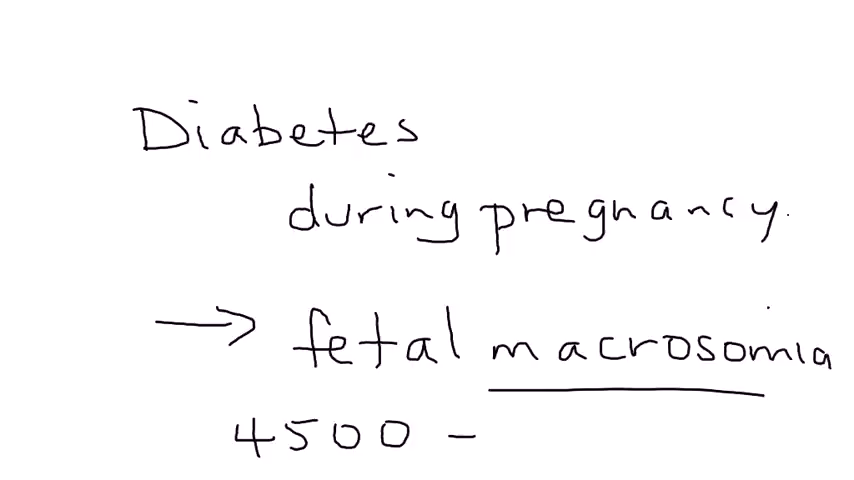 Diabetes
during pregnancy.
→ fetal macrosomia
4500 -